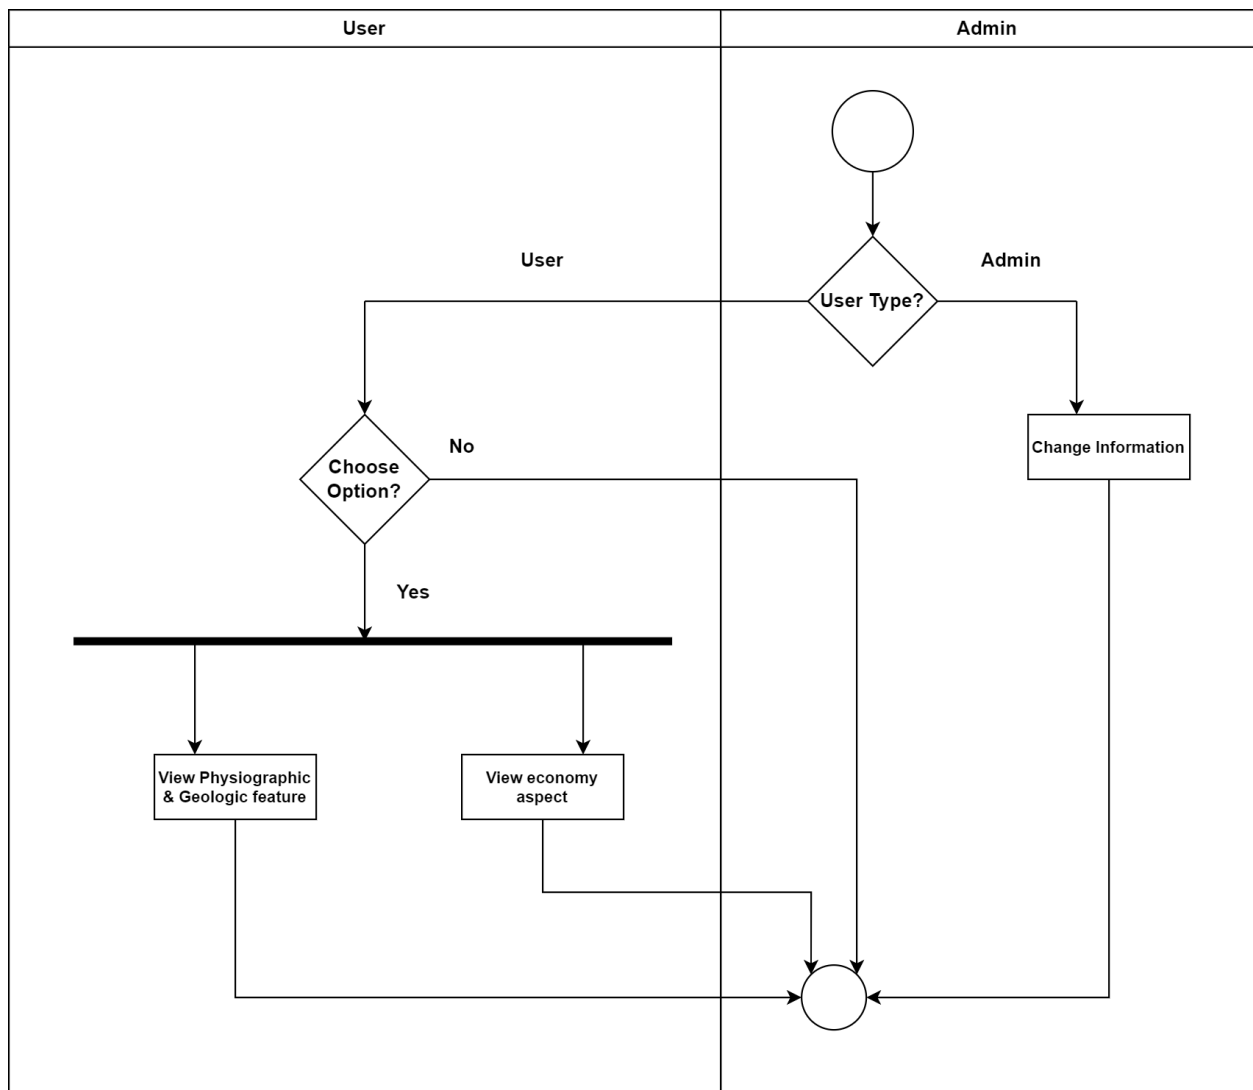 User
Admin
User
Admin
User Type?
No
Choose
Option?
Change Information
Yes
View Physiographic
& Geologic feature
View economy
aspect